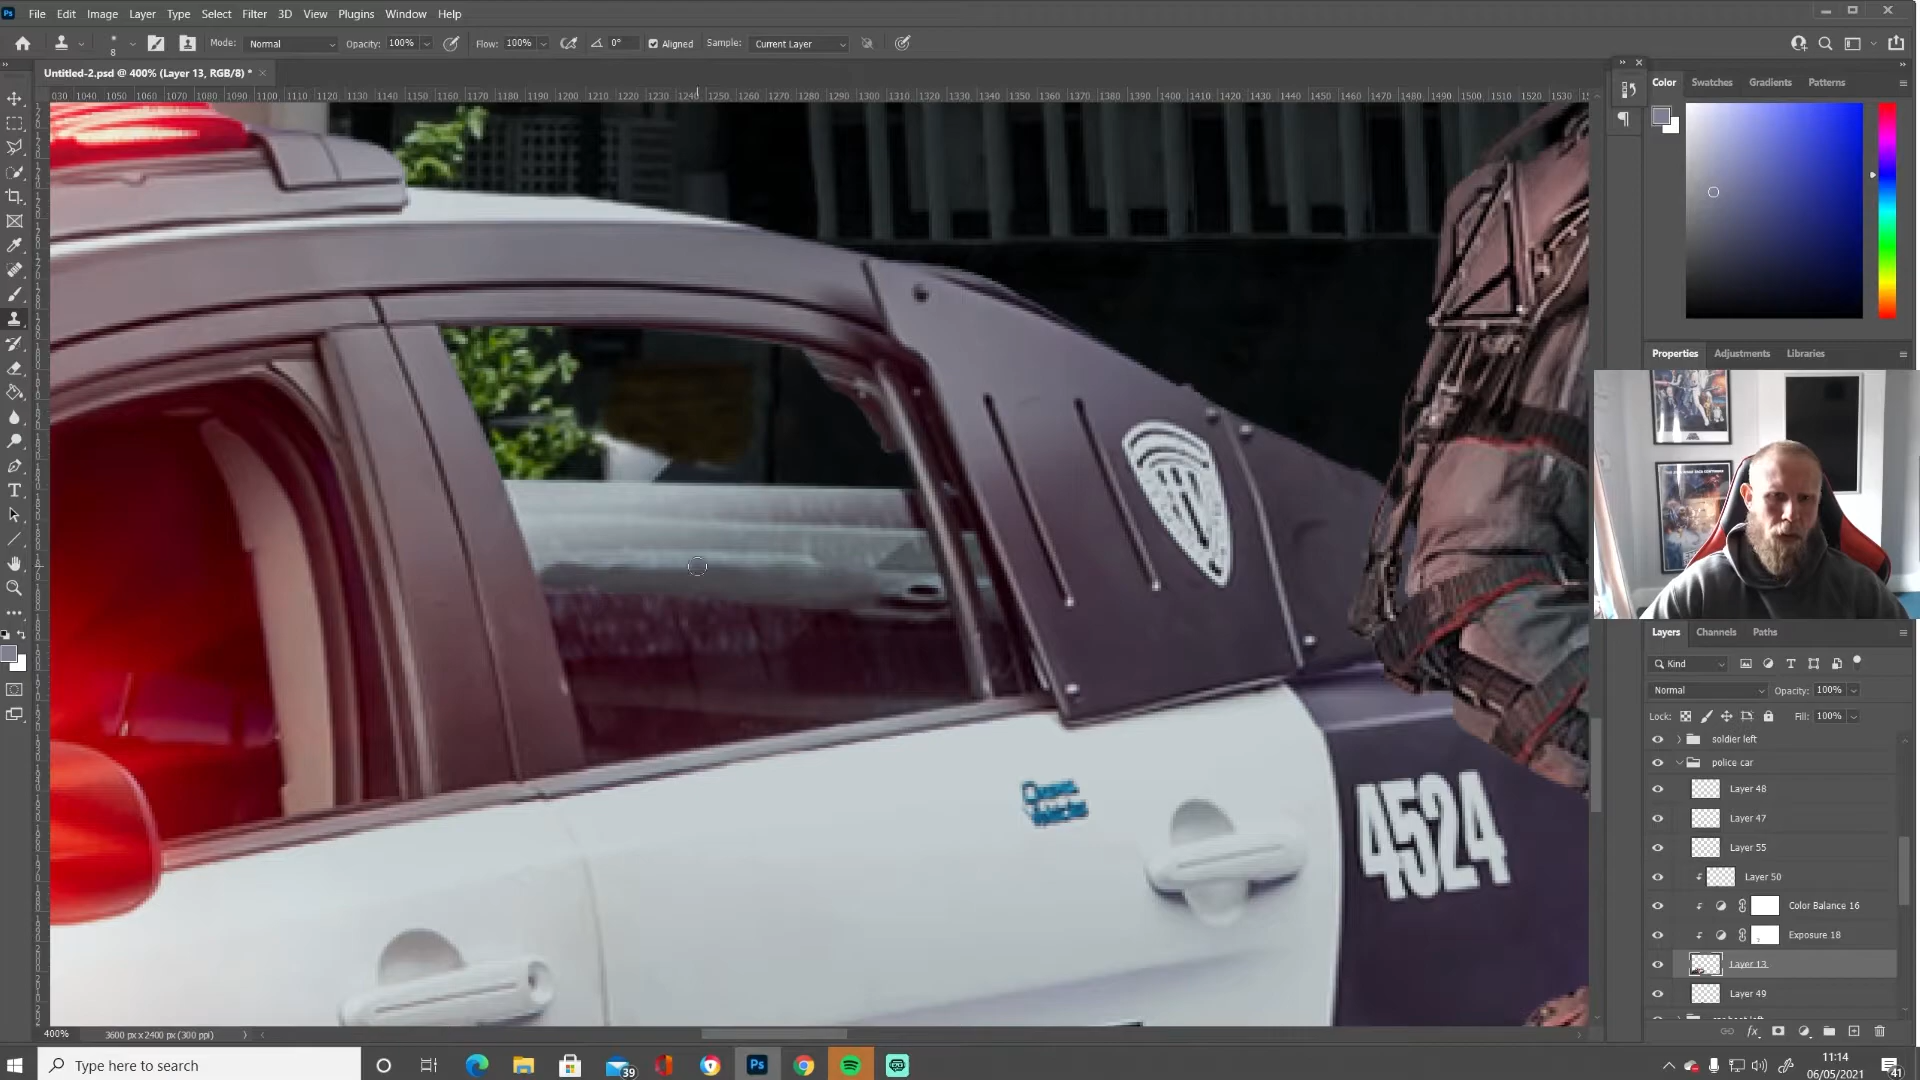 File Edit Image Layer Type Select Filter 3D View Plugins Window Help
8 Mode: Normal Opacity: 100% Flow: 100% 0° Aligned Sample: Current Layer
Untitled-2.psd @ 400% (Layer 13, RGB/8) *
030 1040 1050 1060 1070 1080 1090 1100 1110 1120 1130 1140 1150 1160 1170 1180 1190 1200 1210 1220 1230 1240 1250 1260 1270 1280 1290 1300 1310 1320 1330 1340 1350 1360 1370 1380 1390 1400 1410 1420 1430 1440 1450 1460 1470 1480 1490 1500 1510 1520 1530
Color Swatches Gradients Patterns
Properties Adjustments Libraries
4524
Layers Channels Paths
Kind
Normal Opacity: 100%
Lock: Fill: 100%
soldier left
police car
Layer 48
Layer 47
Layer 55
Layer 50
Color Balance 16
Exposure 18
Layer 13
Layer 49
400% 3600 px x 2400 px (300 ppi)
Type here to search
39
Ps
11:14
06/05/2021
41